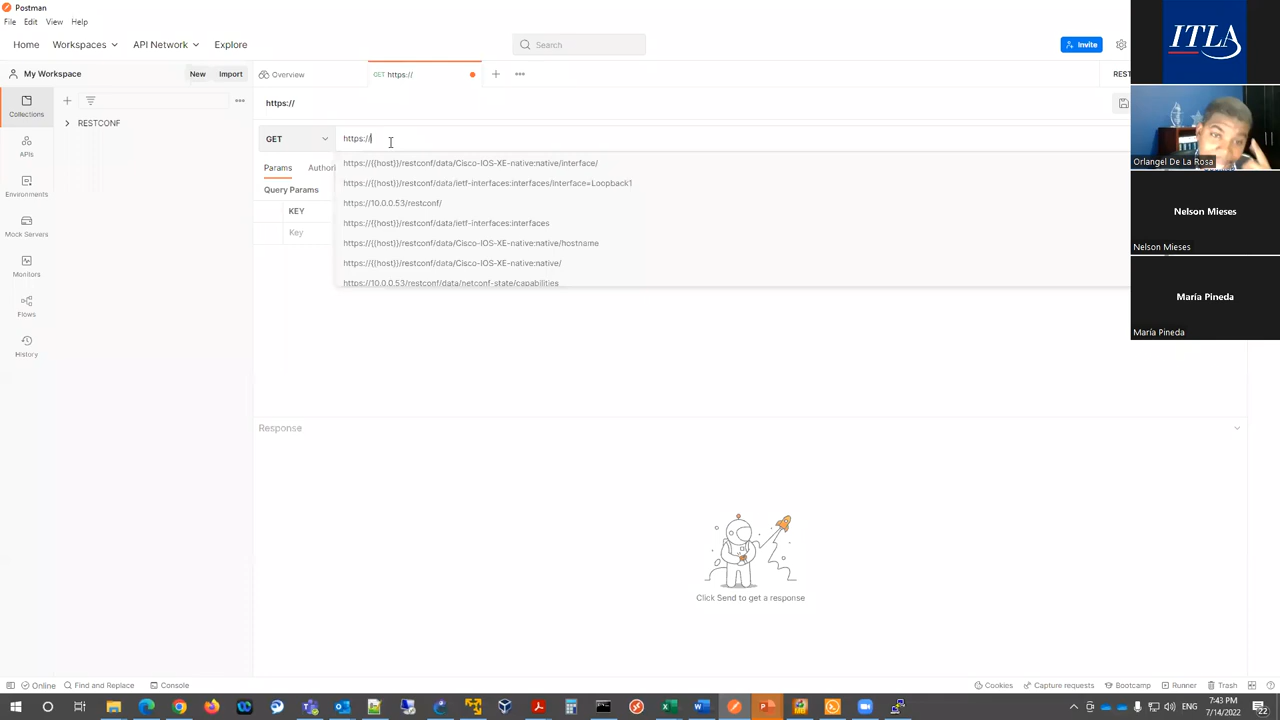 Postman
File Edit View Help
Home Workspaces API Network Explore
Search
Invite
My Workspace
New Import
Overview
GET https://
REST
https://
Collections
RESTCONF
APIs
Environments
Mock Servers
Monitors
Flows
History
GET
https://
Params Authori
Query Params
KEY
Key
https://{{host}}/restconf/data/Cisco-IOS-XE-native:native/interface/
https://{{host}}/restconf/data/ietf-interfaces:interfaces/interface=Loopback1
https://10.0.0.53/restconf/
https://{{host}}/restconf/data/ietf-interfaces:interfaces
https://{{host}}/restconf/data/Cisco-IOS-XE-native:native/hostname
https://{{host}}/restconf/data/Cisco-IOS-XE-native:native/
https://10.0.0.53/restconf/data/netconf-state/capabilities
Response
Click Send to get a response
ITLA
Orlangel De La Rosa
Nelson Mieses
Nelson Mieses
María Pineda
María Pineda
Online Find and Replace Console
Cookies Capture requests Bootcamp Runner Trash
ENG
7:43 PM
7/14/2022
22